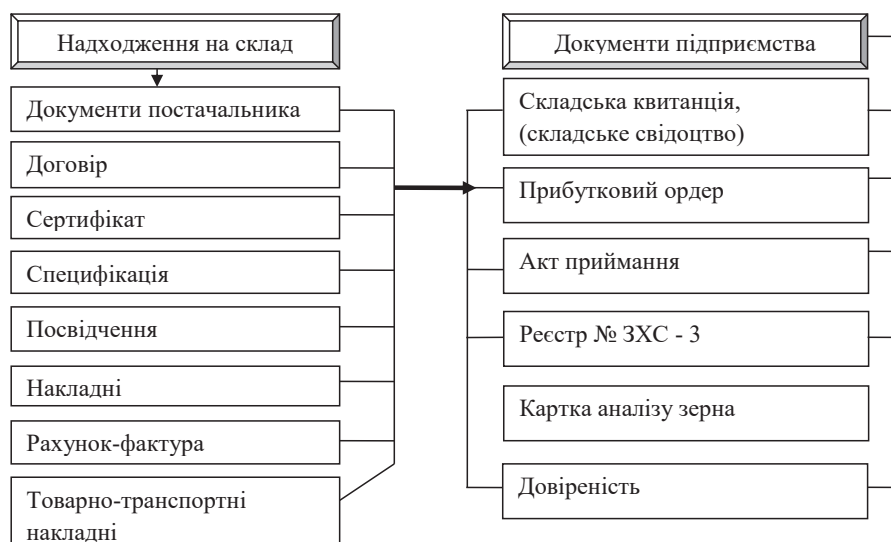 Надходження на склад
Документи постачальника
Договір
Сертифікат
Специфікація
Посвідчення
Накладні
Рахунок-фактура
Товарно-транспортні
накладні
Документи підприємства
Складська квитанція,
(складське свідоцтво)
Прибутковий ордер
Акт приймання
Реєстр № ЗХС - 3
Картка аналізу зерна
Довіреність